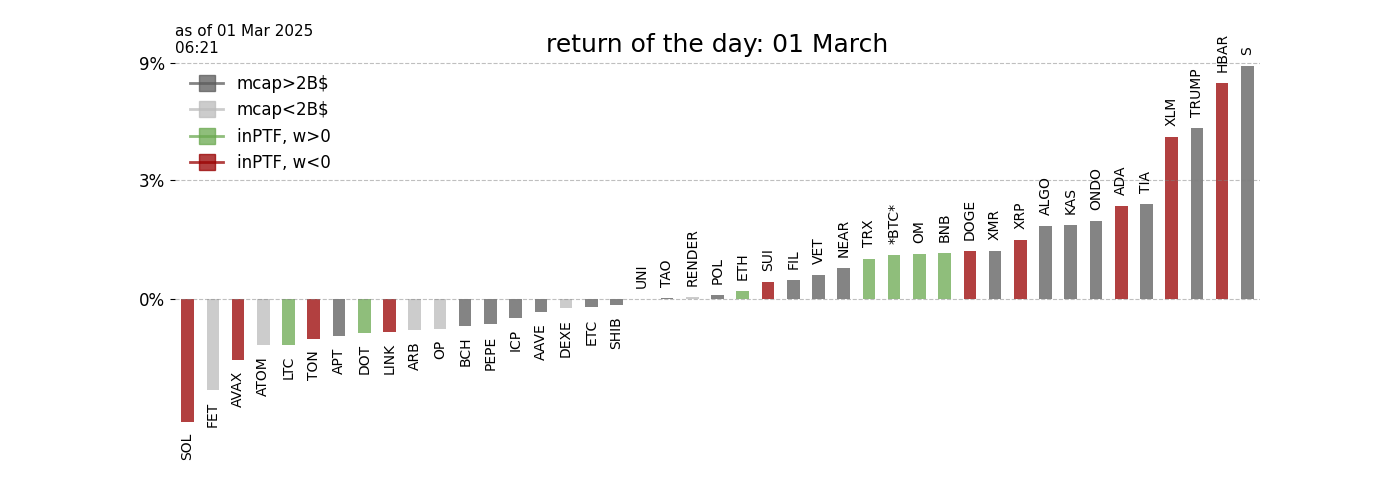 as of 01 Mar 2025
06:21
return of the day: 01 March
9%
3%
0%
mcap>2B$
mcap<2B$
inPTF, w>0
inPTF, w<0
SOL
FET
AVAX
ATOM
LTC
TON
APT
DOT
LINK
ARB
OP
BCH
PEPE
ICP
AAVE
DEXE
ETC
SHIB
UNI
TAO
RENDER
POL
ETH
SUI
FIL
VET
NEAR
TRX
*BTC*
OM
BNB
DOGE
XMR
XRP
ALGO
KAS
ONDO
ADA
TIA
XLM
TRUMP
HBAR
S